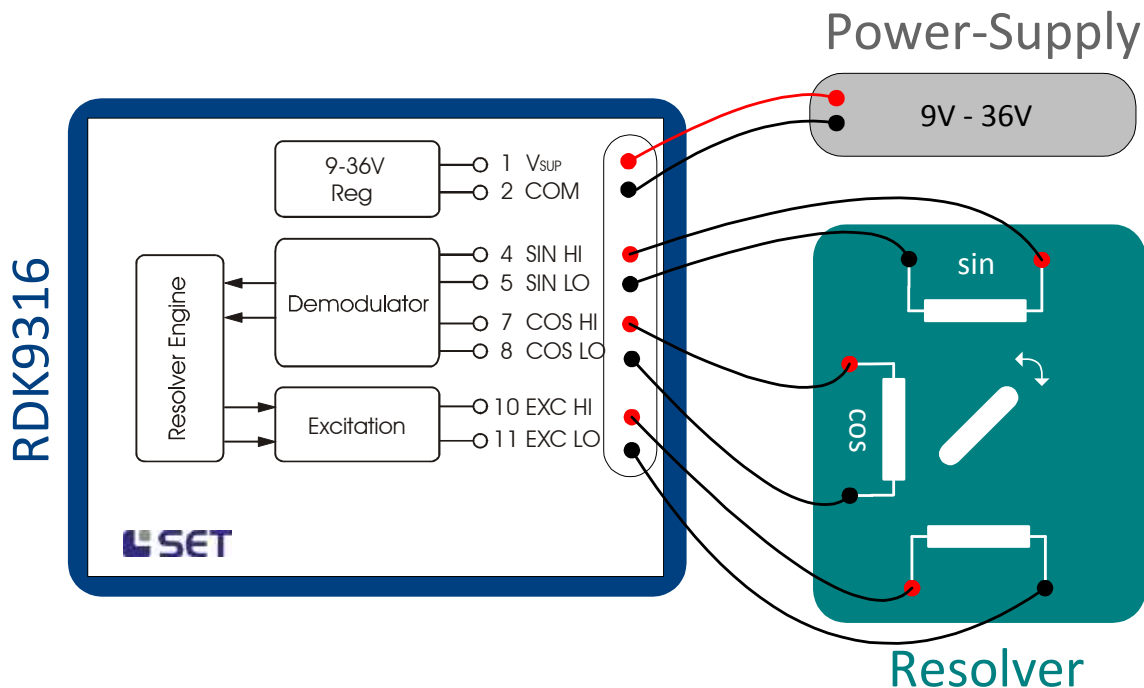 Power-Supply
9V - 36V
RDK9316
9-36V
Reg
1 VSUP
2 COM
Resolver Engine
Demodulator
4 SIN HI
5 SIN LO
7 COS HI
8 COS LO
Excitation
10 EXC HI
11 EXC LO
SET
sin
cos
Resolver